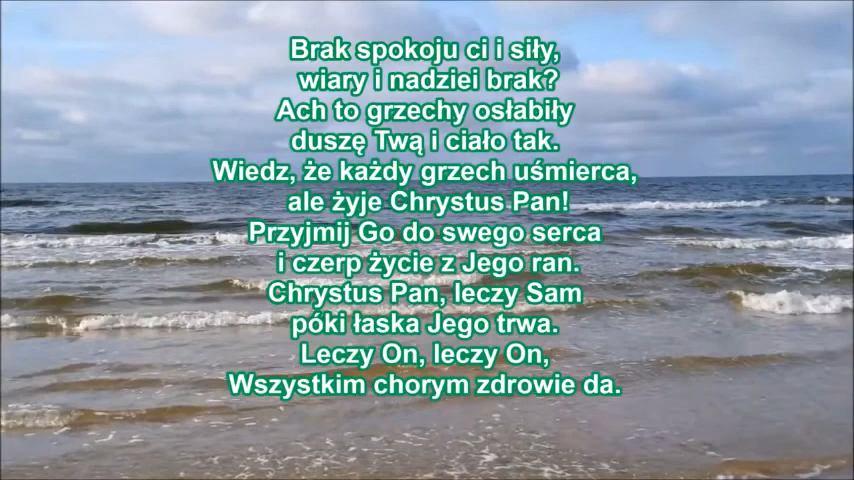 Brak spokoju ci i siły,
wiary i nadziei brak?
Ach to grzechy osłabiły
duszę Twą i ciało tak.
Wiedz, że każdy grzech uśmierca,
ale żyje Chrystus Pan!
Przyjmij Go do swego serca
i czerp życie z Jego ran.
Chrystus Pan, leczy Sam
póki łaska Jego trwa.
Leczy On, leczy On,
Wszystkim chorym zdrowie da.